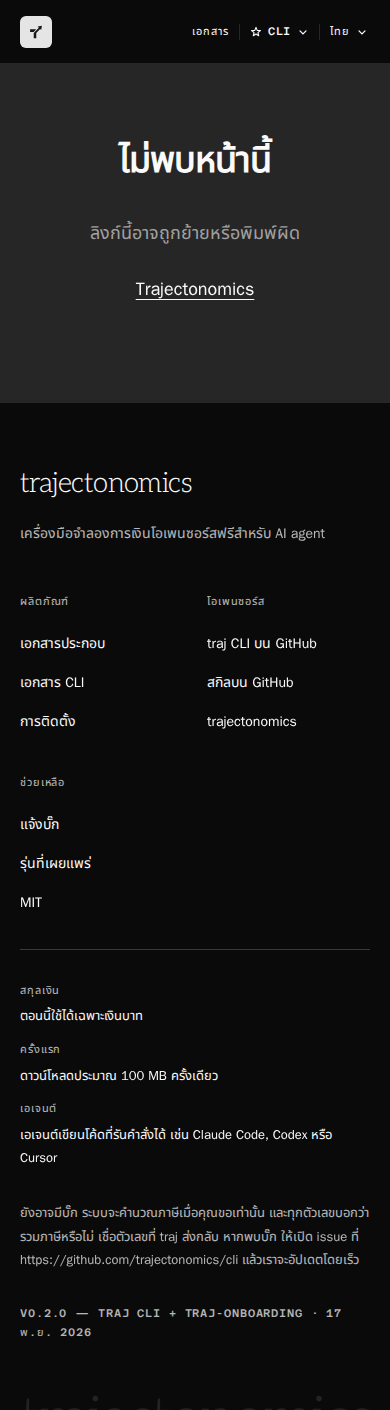 เอกสาร
CLI
ไทย
ไม่พบหน้านี้
ลิงก์นี้อาจถูกย้ายหรือพิมพ์ผิด
Trajectonomics
trajectonomics
เครื่องมือจำลองการเงินโอเพนซอร์สฟรีสำหรับ AI agent
ผลิตภัณฑ์
เอกสารประกอบ
เอกสาร CLI
การติดตั้ง
โอเพนซอร์ส
traj CLI บน GitHub
สกิลบน GitHub
trajectonomics
ช่วยเหลือ
แจ้งบั๊ก
รุ่นที่เผยแพร่
MIT
สกุลเงิน
ตอนนี้ใช้ได้เฉพาะเงินบาท
ครั้งแรก
ดาวน์โหลดประมาณ 100 MB ครั้งเดียว
เอเจนต์
เอเจนต์เขียนโค้ดที่รันคำสั่งได้ เช่น Claude Code, Codex หรือ
Cursor
ยังอาจมีบั๊ก ระบบจะคำนวณภาษีเมื่อคุณขอเท่านั้น และทุกตัวเลขบอกว่า
รวมภาษีหรือไม่ เชื่อตัวเลขที่ traj ส่งกลับ หากพบบั๊ก ให้เปิด issue ที่
https://github.com/trajectonomics/cli แล้วเราจะอัปเดตโดยเร็ว
V0.2.0 — TRAJ CLI + TRAJ-ONBOARDING · 17
พ.ย. 2026